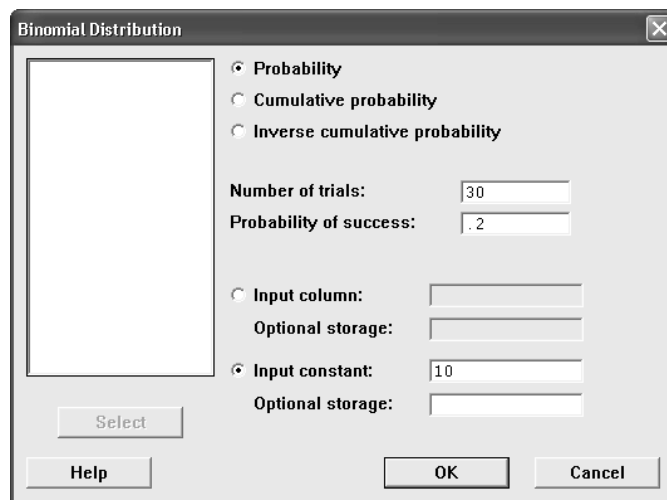 Binomial Distribution
Probability
Cumulative probability
Inverse cumulative probability
Number of trials: 30
Probability of success: .2
Input column:
Optional storage:
Input constant: 10
Optional storage:
Select
Help OK Cancel